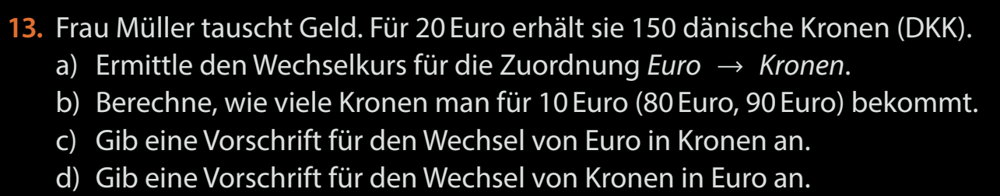 13. Frau Müller tauscht Geld. Für 20 Euro erhält sie 150 dänische Kronen (DKK).
a) Ermittle den Wechselkurs für die Zuordnung Euro → Kronen.
b) Berechne, wie viele Kronen man für 10 Euro (80 Euro, 90 Euro) bekommt.
c) Gib eine Vorschrift für den Wechsel von Euro in Kronen an.
d) Gib eine Vorschrift für den Wechsel von Kronen in Euro an.